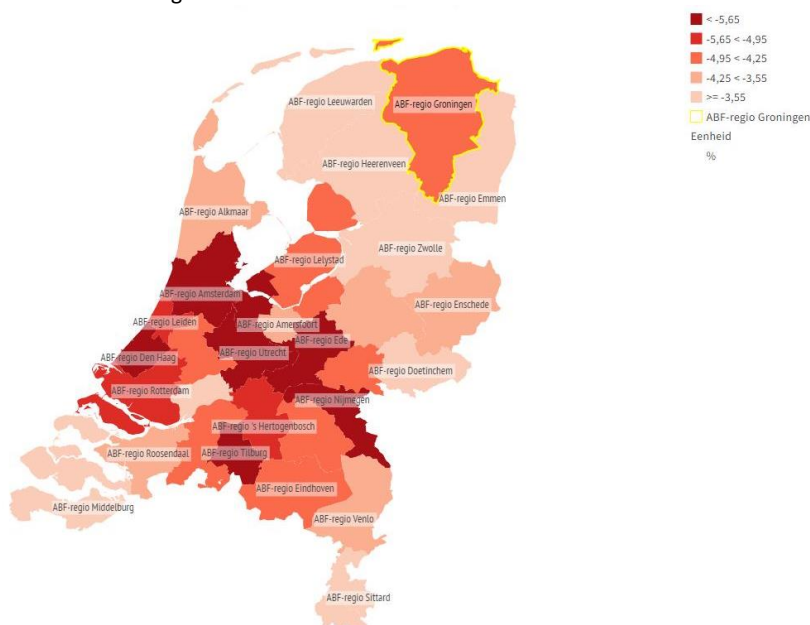 < -5,65
-5,65 < -4,95
-4,95 < -4,25
-4,25 < -3,55
>= -3,55
ABF-regio Groningen
Eenheid
%
ABF-regio Leeuwarden
ABF-regio Groningen
ABF-regio Heerenveen
ABF-regio Emmen
ABF-regio Alkmaar
ABF-regio Zwolle
ABF-regio Lelystad
ABF-regio Amsterdam
ABF-regio Enschede
ABF-regio Leiden
ABF-regio Amersfoort
ABF-regio Ede
ABF-regio Den Haag
ABF-regio Utrecht
ABF-regio Doetinchem
ABF-regio Rotterdam
ABF-regio Nijmegen
ABF-regio 's Hertogenbosch
ABF-regio Roosendaal
ABF-regio Tilburg
ABF-regio Eindhoven
ABF-regio Middelburg
ABF-regio Venlo
ABF-regio Sittard